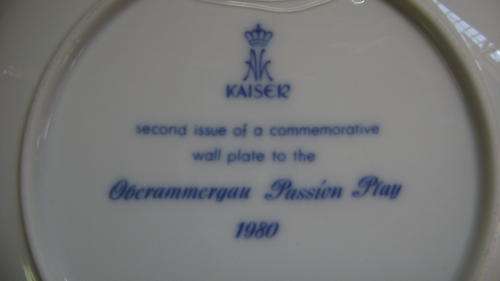 KAISER
second issue of a commemorative
wall plate to the
Oberammergau Passion Play
1980